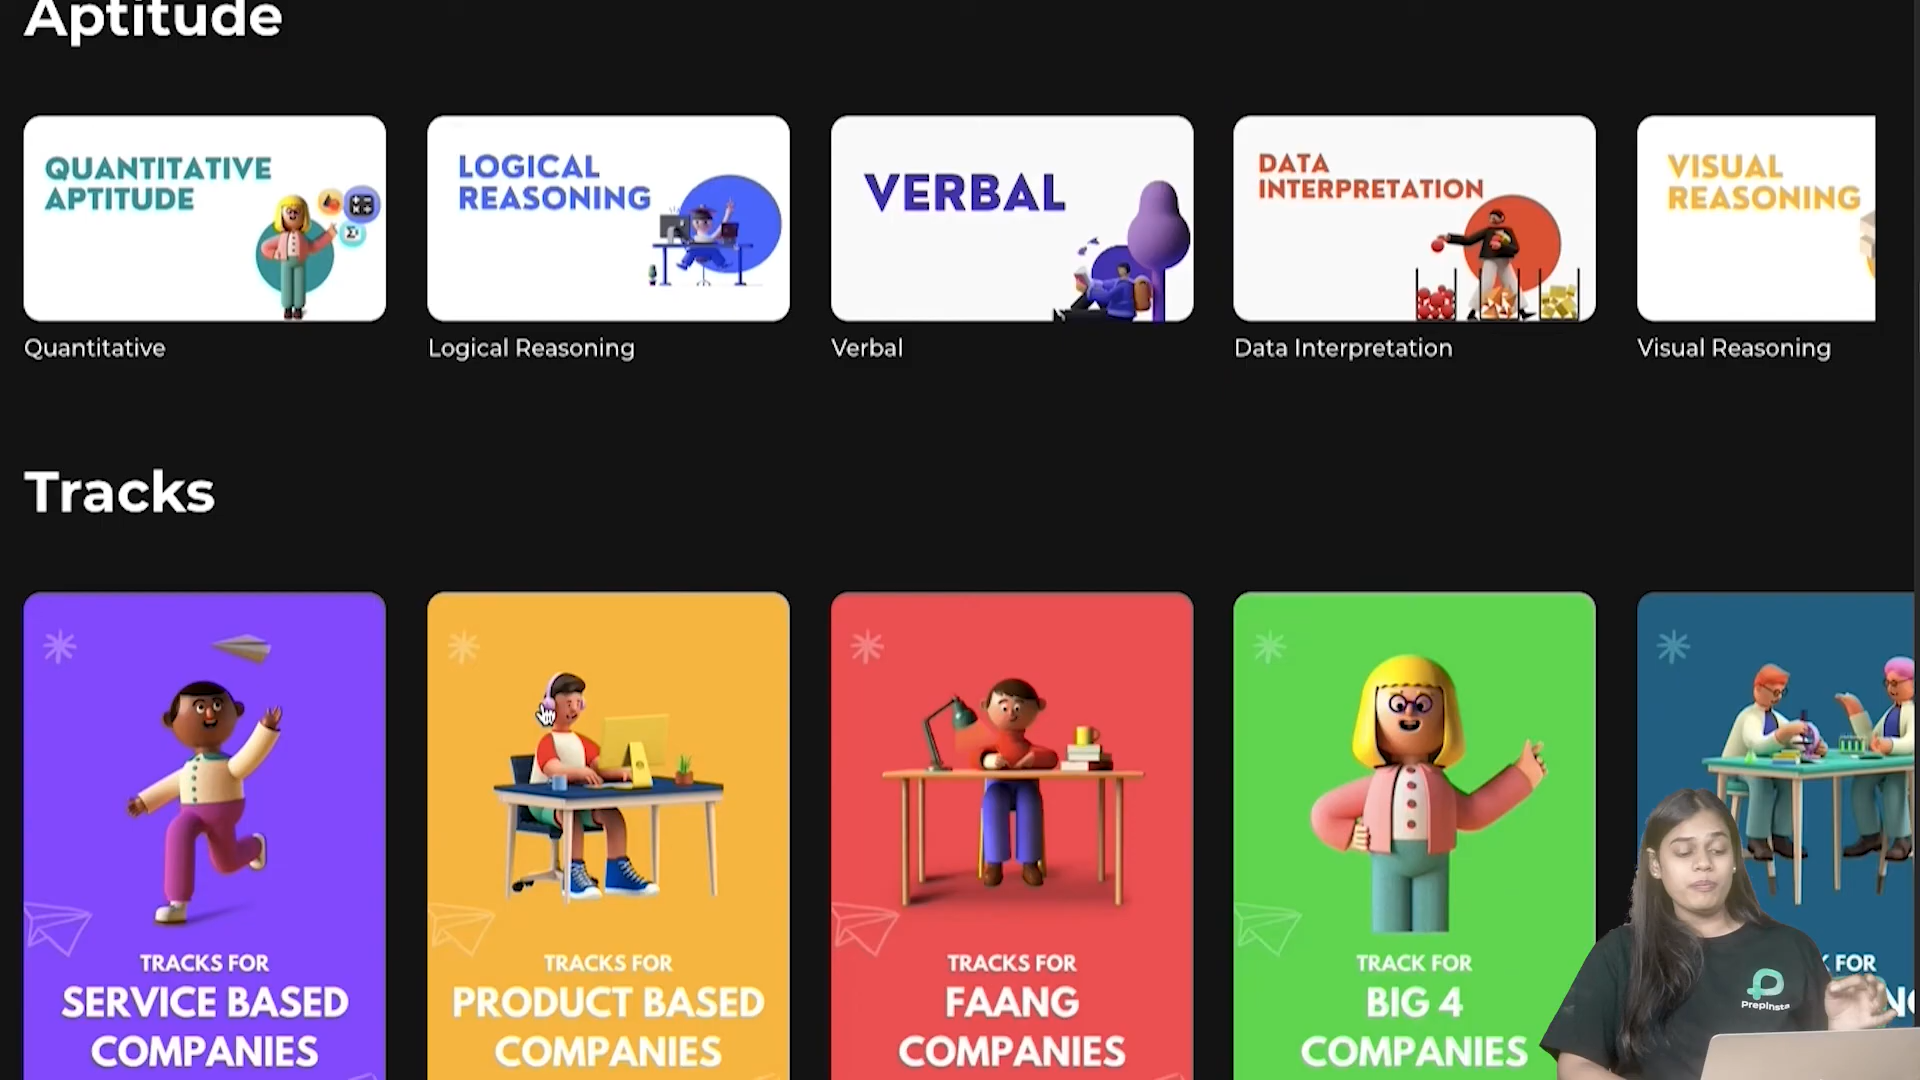 Aptitude
QUANTITATIVE
APTITUDE
LOGICAL
REASONING
VERBAL
DATA
INTERPRETATION
VISUAL
REASONING
Quantitative
Logical Reasoning
Verbal
Data Interpretation
Visual Reasoning
Tracks
TRACKS FOR
SERVICE BASED
COMPANIES
TRACKS FOR
PRODUCT BASED
COMPANIES
TRACKS FOR
FAANG
COMPANIES
TRACK FOR
BIG 4
COMPANIES
FOR
PrepInsta